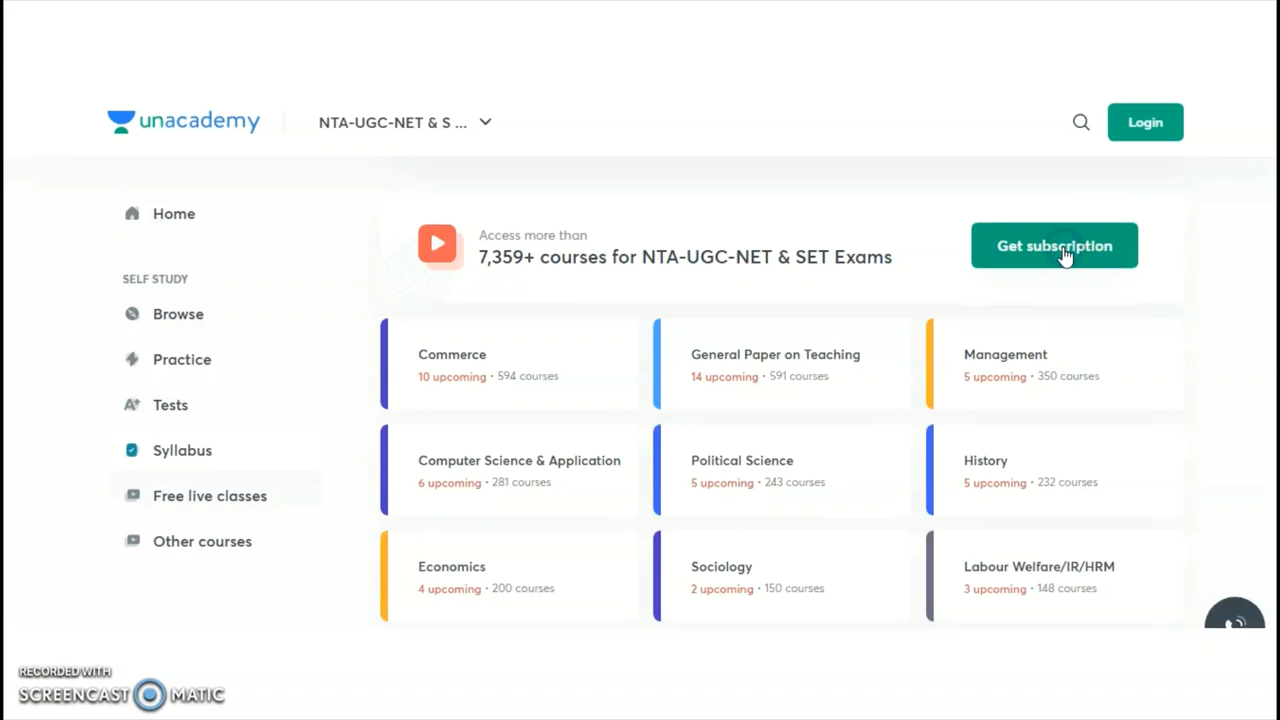 unacademy
NTA-UGC-NET & S ...
Login
Home
SELF STUDY
Browse
Practice
Tests
Syllabus
Free live classes
Other courses
Access more than
7,359+ courses for NTA-UGC-NET & SET Exams
Get subscription
Commerce
10 upcoming • 594 courses
General Paper on Teaching
14 upcoming • 591 courses
Management
5 upcoming • 350 courses
Computer Science & Application
6 upcoming • 281 courses
Political Science
5 upcoming • 243 courses
History
5 upcoming • 232 courses
Economics
4 upcoming • 200 courses
Sociology
2 upcoming • 150 courses
Labour Welfare/IR/HRM
3 upcoming • 148 courses
RECORDED WITH
SCREENCAST MATIC